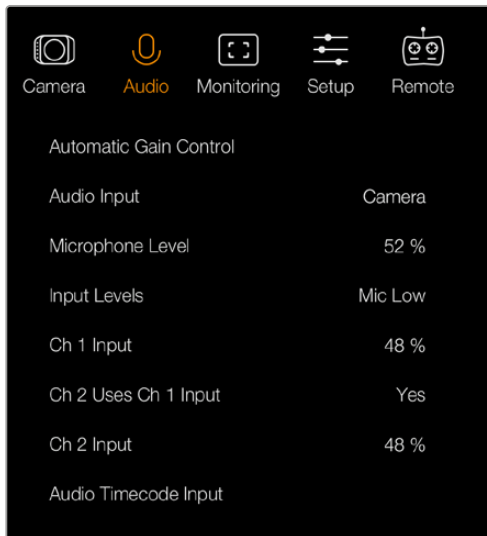 Camera Audio Monitoring Setup Remote
Automatic Gain Control
Audio Input Camera
Microphone Level 52 %
Input Levels Mic Low
Ch 1 Input 48 %
Ch 2 Uses Ch 1 Input Yes
Ch 2 Input 48 %
Audio Timecode Input